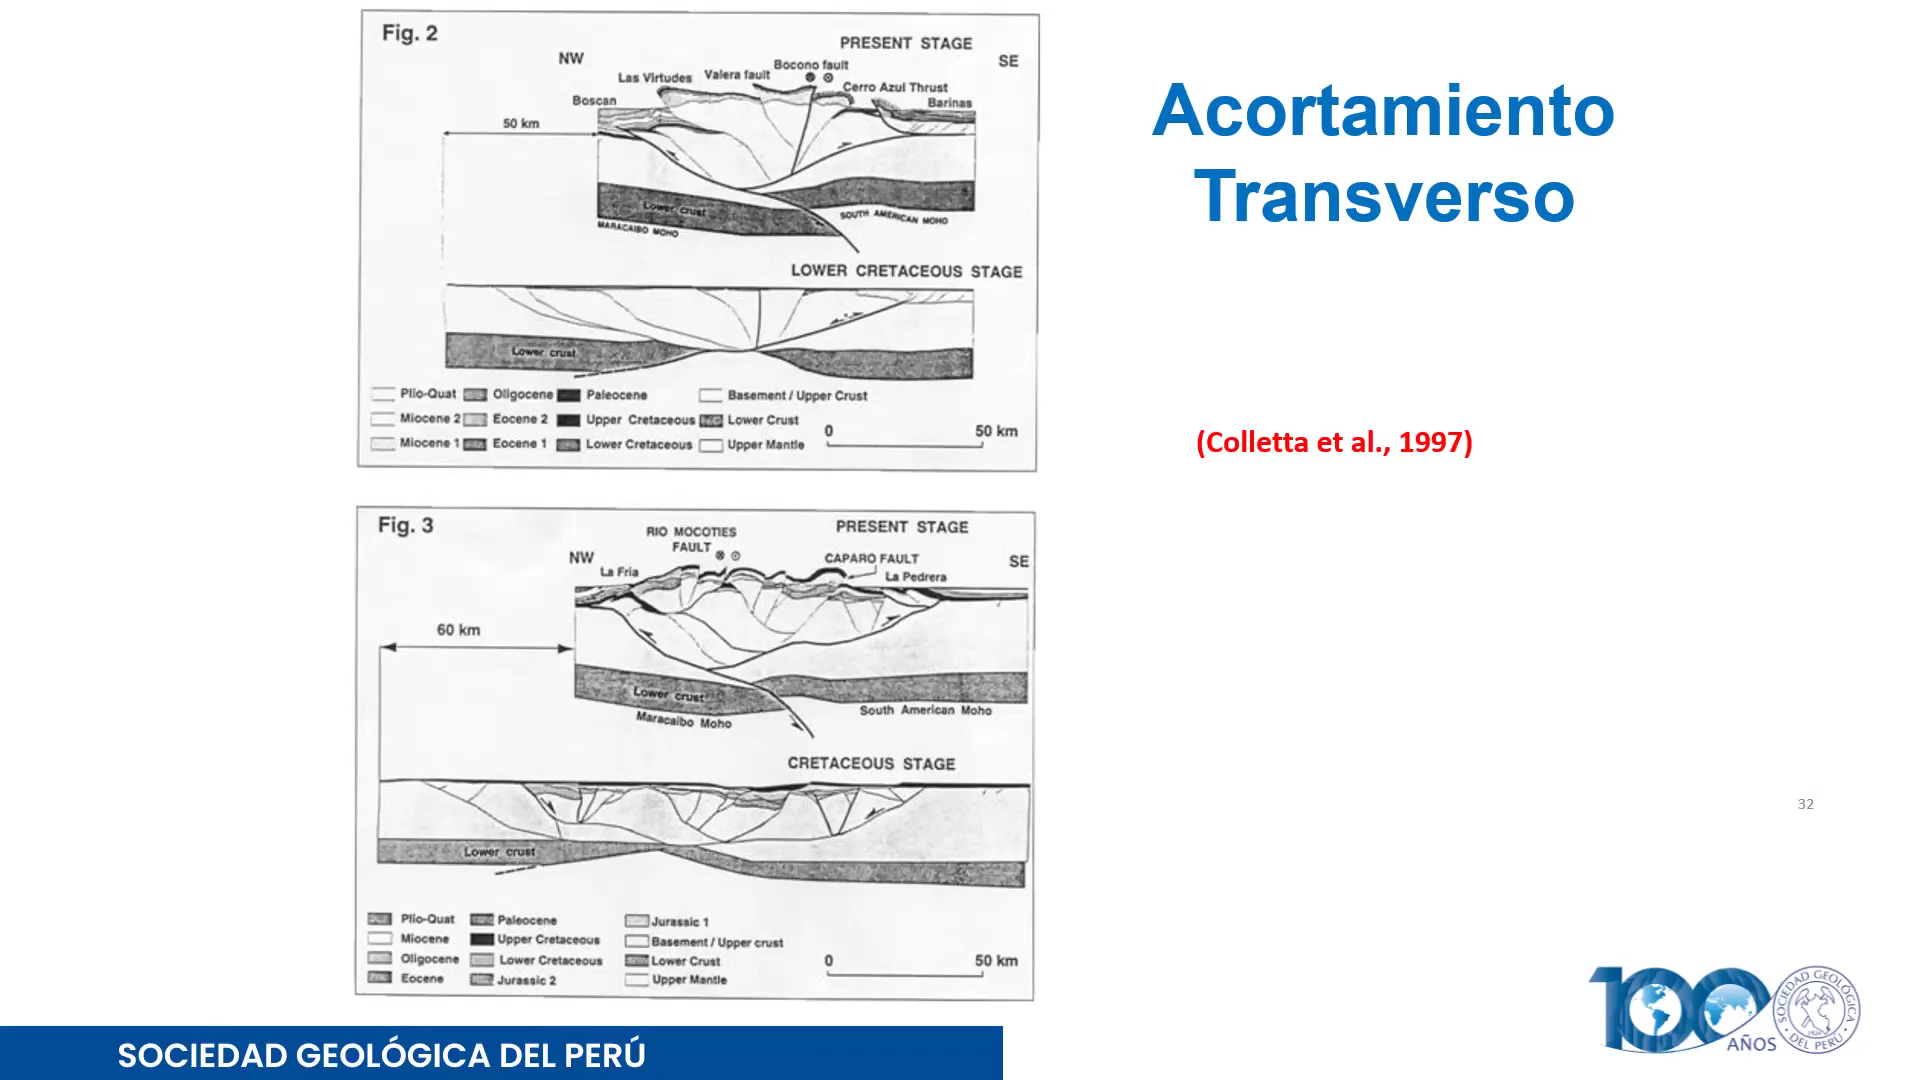 Fig. 2
PRESENT STAGE
NW
SE
Bocono fault
Las Virtudes
Valera fault
Cerro Azul Thrust
Boscan
Barinas
50 km
Lower crust
SOUTH AMERICAN MOHO
MARACAIBO MOHO
LOWER CRETACEOUS STAGE
Lower crust
Plio-Quat Oligocene Paleocene Basement / Upper Crust
Miocene 2 Eocene 2 Upper Cretaceous Lower Crust
Miocene 1 Eocene 1 Lower Cretaceous Upper Mantle
0 50 km
Acortamiento
Transverso
(Colletta et al., 1997)
Fig. 3
RIO MOCOTIES
FAULT
PRESENT STAGE
NW
CAPARO FAULT
SE
La Fria
La Pedrera
60 km
Lower crust
South American Moho
Maracaibo Moho
CRETACEOUS STAGE
Lower crust
Plio-Quat Paleocene Jurassic 1
Miocene Upper Cretaceous Basement / Upper crust
Oligocene Lower Cretaceous Lower Crust
Eocene Jurassic 2 Upper Mantle
0 50 km
32
SOCIEDAD GEOLÓGICA DEL PERÚ
100
AÑOS
SOCIEDAD GEOLÓGICA
DEL PERÚ
1924